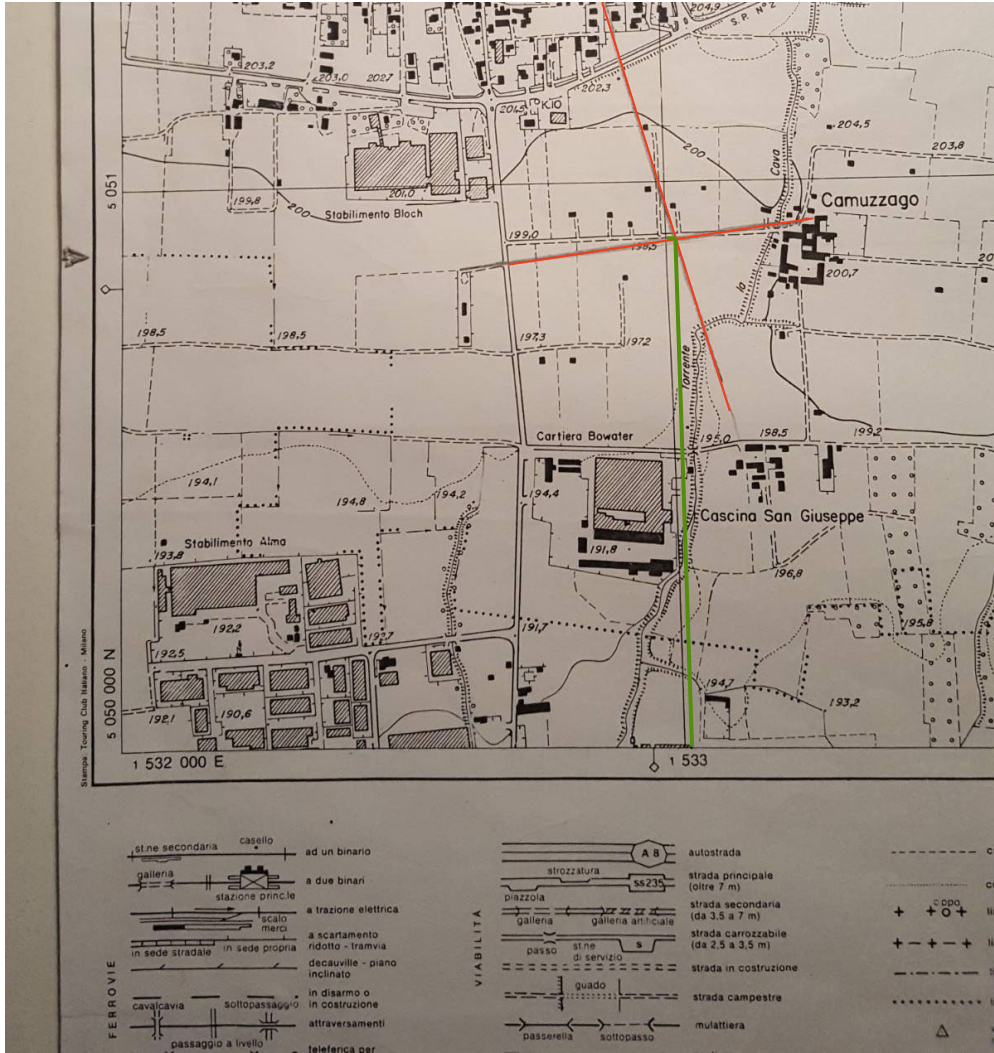 204,9
S.P. N°2
203,2
203,0
202,7
201,5
K.10
202,3
204,5
203,8
200
Cava
5 051
199,8
200
201,0
Stabilimento Bloch
Camuzzago
199,0
198,5
la
200,7
20
198,5
198,5
197,3
197,2
Torrente
Cartiera Bowater
195,0
198,5
199,2
194,1
194,8
194,2
194,4
Cascina San Giuseppe
193,8
Stabilimento Alma
191,8
196,8
192,2
192,7
191,7
195,8
192,5
194,7
193,2
192,1
190,6
5 050 000 N
Stampa: Touring Club Italiano - Milano
1 532 000 E
1 533
FERROVIE
st.ne secondaria
casello
ad un binario
galleria
stazione princ.le
a due binari
a trazione elettrica
scalo
merci
in sede stradale
in sede propria
a scartamento
ridotto - tramvia
decauville - piano
inclinato
in disarmo o
in costruzione
cavalcavia
sottopassaggio
attraversamenti
passaggio a livello
teleferica per
VIABILITÀ
A 8
autostrada
strozzatura
piazzola
ss235
strada principale
(oltre 7 m)
galleria
galleria artificiale
strada secondaria
(da 3,5 a 7 m)
passo
st.ne
di servizio
s
strada carrozzabile
(da 2,5 a 3,5 m)
strada in costruzione
guado
strada campestre
passerella
sottopasso
mulattiera
c
c
cippo
li
li